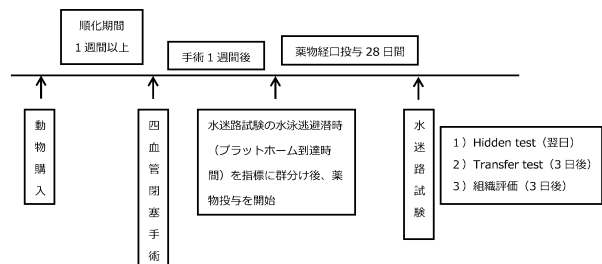 順化期間
1週間以上
手術1週間後
薬物経口投与28日間
動物購入
四血管閉塞手術
水迷路試験の水泳逃避潜時
（プラットホーム到達時
間）を指標に群分け後、薬
物投与を開始
水迷路試験
1）Hidden test（翌日）
2）Transfer test（3日後）
3）組織評価（3日後）